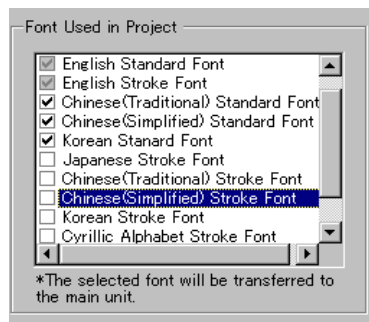 Font Used in Project
English Standard Font
English Stroke Font
Chinese(Traditional) Standard Font
Chinese(Simplified) Standard Font
Korean Stanard Font
Japanese Stroke Font
Chinese(Traditional) Stroke Font
Chinese(Simplified) Stroke Font
Korean Stroke Font
Cyrillic Alphabet Stroke Font
*The selected font will be transferred to
the main unit.